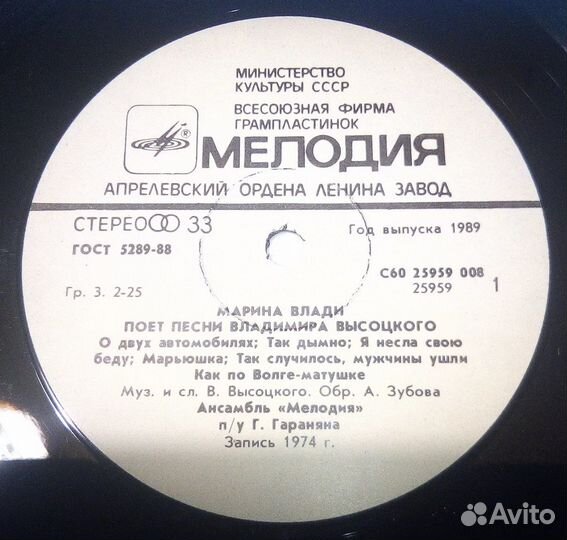 МИНИСТЕРСТВО
КУЛЬТУРЫ СССР
ВСЕСОЮЗНАЯ ФИРМА
ГРАМПЛАСТИНОК
®
МЕЛОДИЯ
АПРЕЛЕВСКИЙ ОРДЕНА ЛЕНИНА ЗАВОД
СТЕРЕО 33
Год выпуска 1989
ГОСТ 5289-88
С60 25959 008
Гр. 3. 2-25
25959 1
МАРИНА ВЛАДИ
ПОЕТ ПЕСНИ ВЛАДИМИРА ВЫСОЦКОГО
О двух автомобилях; Так дымно; Я несла свою
беду; Марьюшка; Так случилось, мужчины ушли
Как по Волге-матушке
Муз. и сл. В. Высоцкого. Обр. А. Зубова
Ансамбль «Мелодия»
п/у Г. Гараняна
Запись 1974 г.
Avito